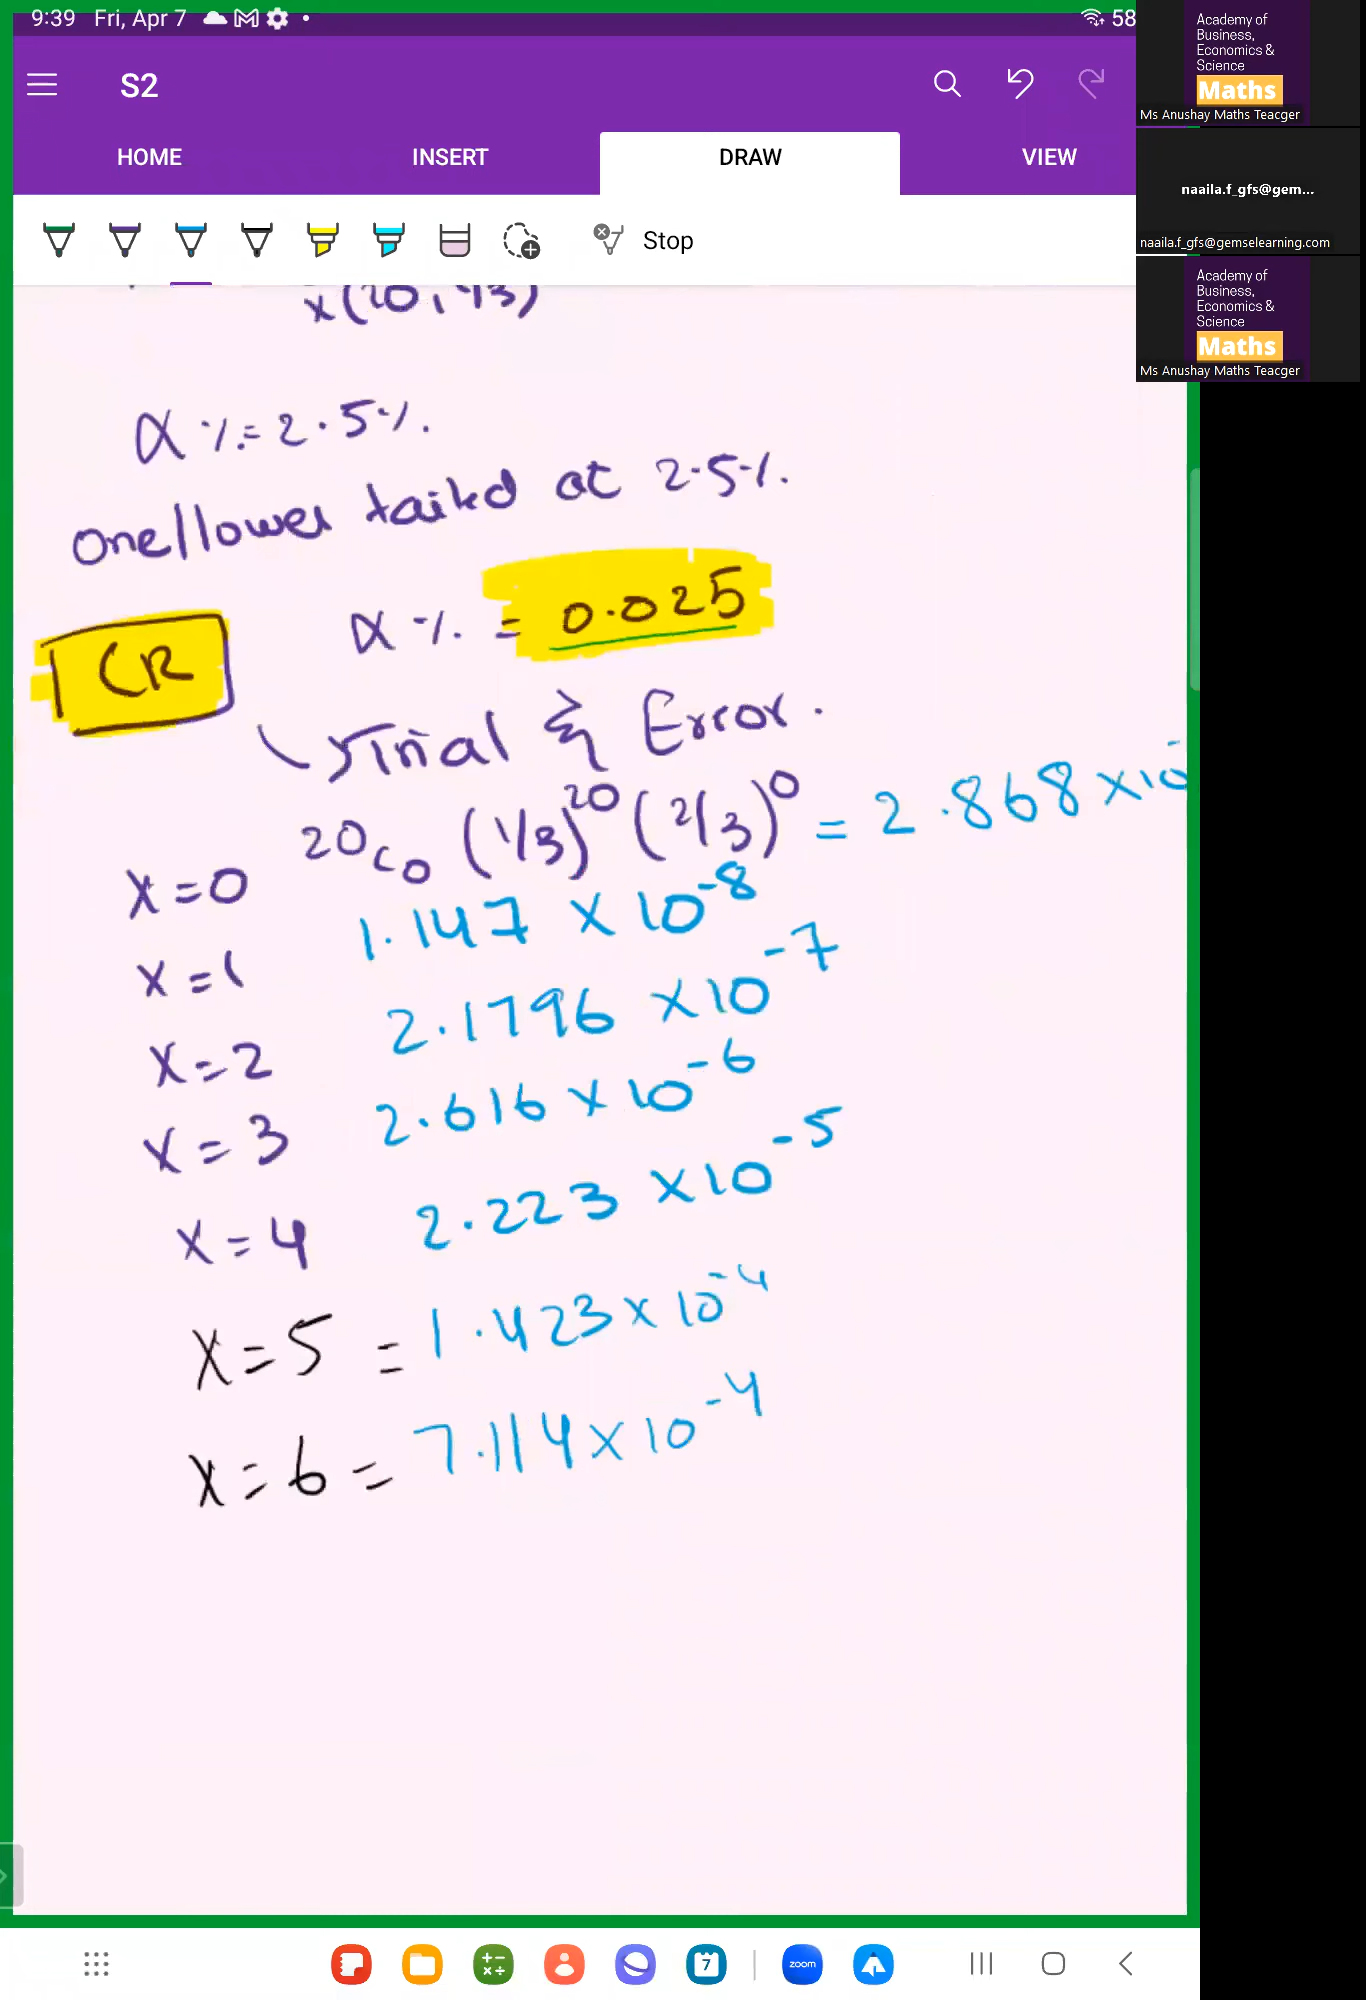 9:39 Fri, Apr 7
58
S2
HOME INSERT DRAW VIEW
Stop
Academy of
Business,
Economics &
Science
Maths
Ms Anushay Maths Teacger
naaila.f_gfs@gem...
naaila.f_gfs@gemselearning.com
Academy of
Business,
Economics &
Science
Maths
Ms Anushay Maths Teacger
x(20, 1/3)
α % = 2.5%.
One/lower tailed at 2.5%.
α % = 0.025
CR
Trial & Error.
x=0 20C0 (1/3)^20 (2/3)^0 = 2.868 x10^-
x=1 1.147 x 10^-8
x=2 2.1796 x10^-7
x=3 2.616 x 10^-6
x=4 2.223 x10^-5
x=5 = 1.423 x 10^-4
x=6 = 7.114 x 10^-4
7
zoom